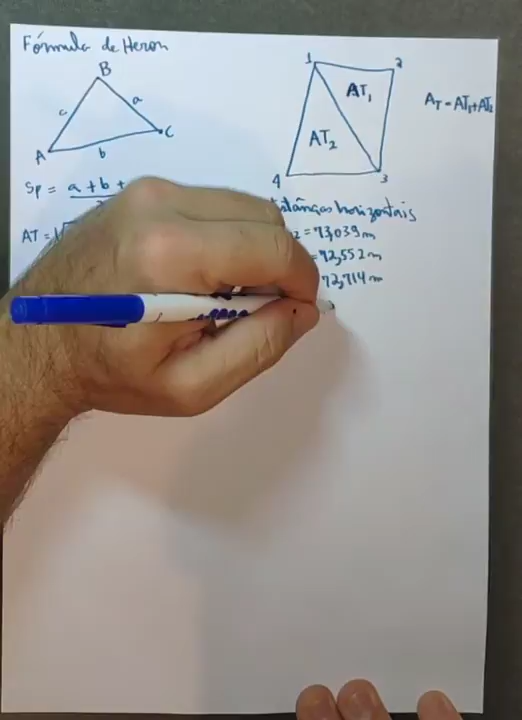 Fórmula de Heron
B
c
a
A
b
C
Sp = a + b +
AT =
1
2
AT1
AT2
4
3
AT = AT1 + AT2
horizontais
2 = 73,039 m
= 72,552 m
72,714 m